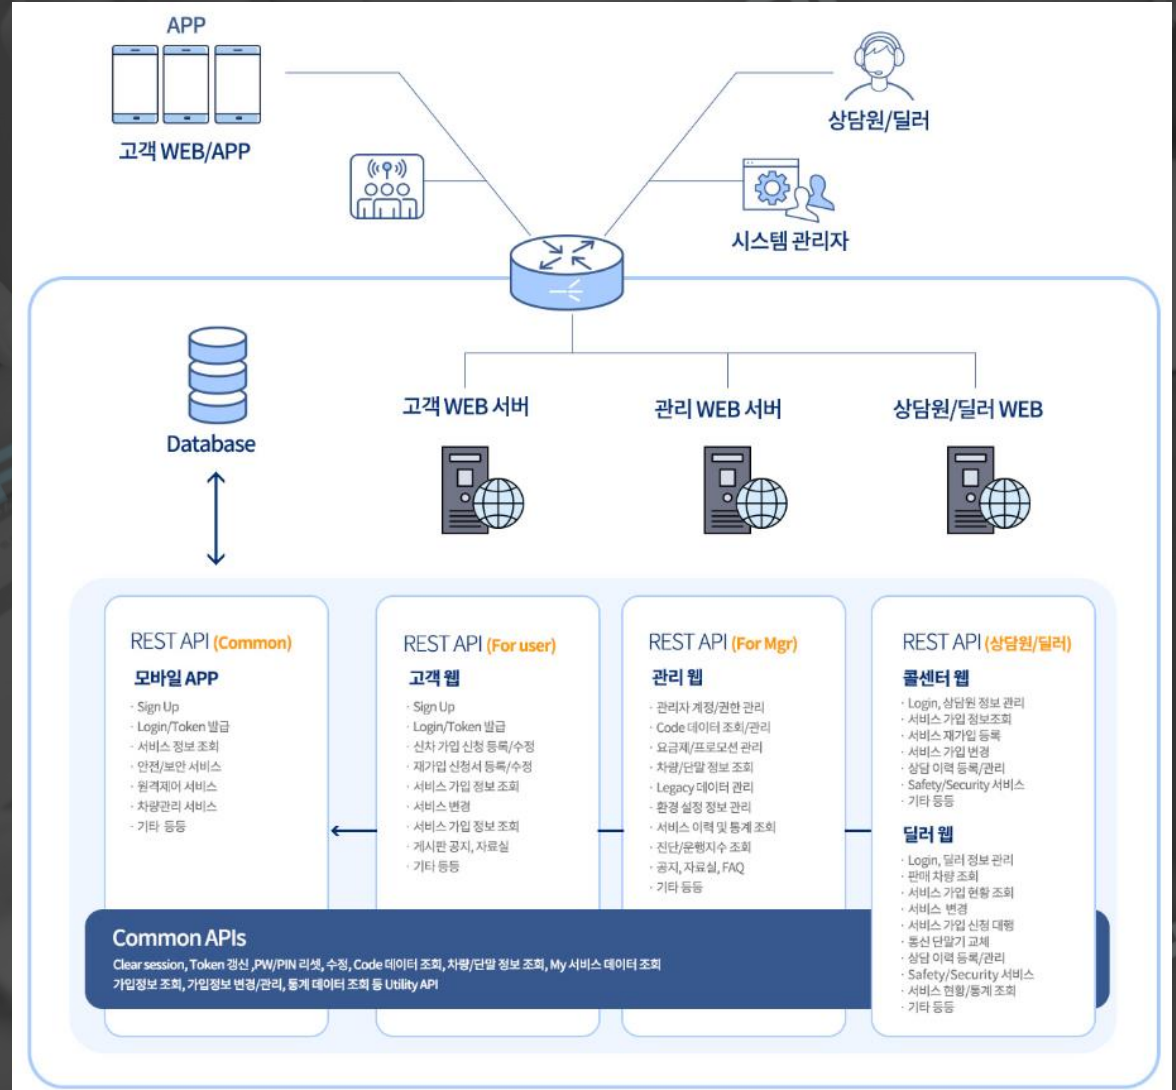 APP
고객 WEB/APP
상담원/딜러
시스템 관리자
Database
고객 WEB 서버
관리 WEB 서버
상담원/딜러 WEB
REST API (Common)
모바일 APP
· Sign Up
· Login/Token 발급
· 서비스 정보 조회
· 안전/보안 서비스
· 원격제어 서비스
· 차량관리 서비스
· 기타 등등
REST API (For user)
고객 웹
· Sign Up
· Login/Token 발급
· 신차 가입 신청 등록/수정
· 재가입 신청서 등록/수정
· 서비스 가입 정보 조회
· 서비스 변경
· 서비스 가입 정보 조회
· 게시판 공지, 자료실
· 기타 등등
REST API (For Mgr)
관리 웹
· 관리자 계정/권한 관리
· Code 데이터 조회/관리
· 요금제/프로모션 관리
· 차량/단말 정보 조회
· Legacy 데이터 관리
· 환경 설정 정보 관리
· 서비스 이력 및 통계 조회
· 진단/운행지수 조회
· 공지, 자료실, FAQ
· 기타 등등
REST API (상담원/딜러)
콜센터 웹
· Login, 상담원 정보 관리
· 서비스 가입 정보조회
· 서비스 재가입 등록
· 서비스 가입 변경
· 상담 이력 등록/관리
· Safety/Security 서비스
· 기타 등등
딜러 웹
· Login, 딜러 정보 관리
· 판매 차량 조회
· 서비스 가입 현황 조회
· 서비스 변경
· 서비스 가입 신청 대행
· 통신 단말기 교체
· 상담 이력 등록/관리
· Safety/Security 서비스
· 서비스 현황/통계 조회
· 기타 등등
Common APIs
Clear session, Token 갱신 ,PW/PIN 리셋, 수정, Code 데이터 조회, 차량/단말 정보 조회, My 서비스 데이터 조회
가입정보 조회, 가입정보 변경/관리, 통계 데이터 조회 등 Utility API